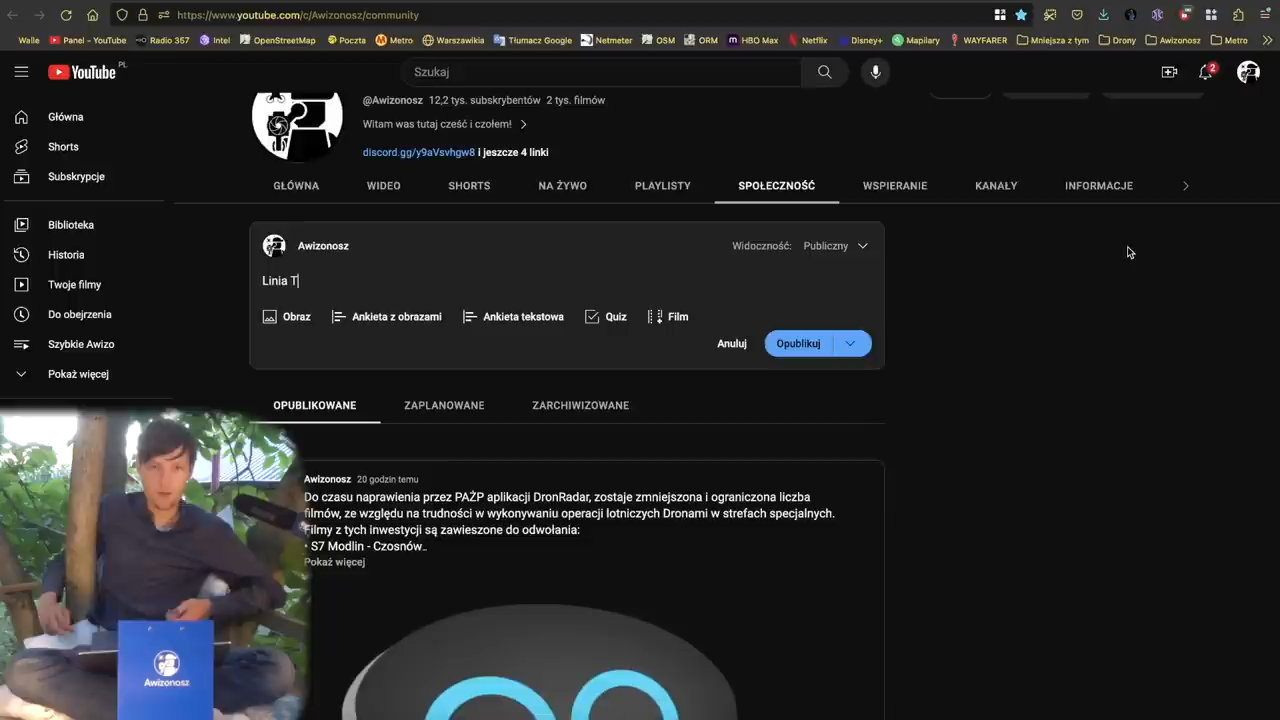 https://www.youtube.com/c/Awizonosz/community
Walle Panel – YouTube Radio 357 Intel OpenStreetMap Poczta Metro Warszawikia Tłumacz Google Netmeter OSM ORM HBO Max Netflix Disney+ Mapilary WAYFARER Mniejsza z tym Drony Awizonosz Metro
YouTube PL
Szukaj
2
@Awizonosz 12,2 tys. subskrybentów 2 tys. filmów
Witam was tutaj cześć i czołem!
discord.gg/y9aVsvhgw8 i jeszcze 4 linki
GŁÓWNA WIDEO SHORTS NA ŻYWO PLAYLISTY SPOŁECZNOŚĆ WSPIERANIE KANAŁY INFORMACJE
Główna
Shorts
Subskrypcje
Biblioteka
Historia
Twoje filmy
Do obejrzenia
Szybkie Awizo
Pokaż więcej
Awizonosz
Widoczność: Publiczny
Linia T
Obraz Ankieta z obrazami Ankieta tekstowa Quiz Film
Anuluj Opublikuj
OPUBLIKOWANE ZAPLANOWANE ZARCHIWIZOWANE
Awizonosz 20 godzin temu
Do czasu naprawienia przez PAŻP aplikacji DronRadar, zostaje zmniejszona i ograniczona liczba
filmów, ze względu na trudności w wykonywaniu operacji lotniczych Dronami w strefach specjalnych.
Filmy z tych inwestycji są zawieszone do odwołania:
• S7 Modlin - Czosnów...
Pokaż więcej
Awizonosz